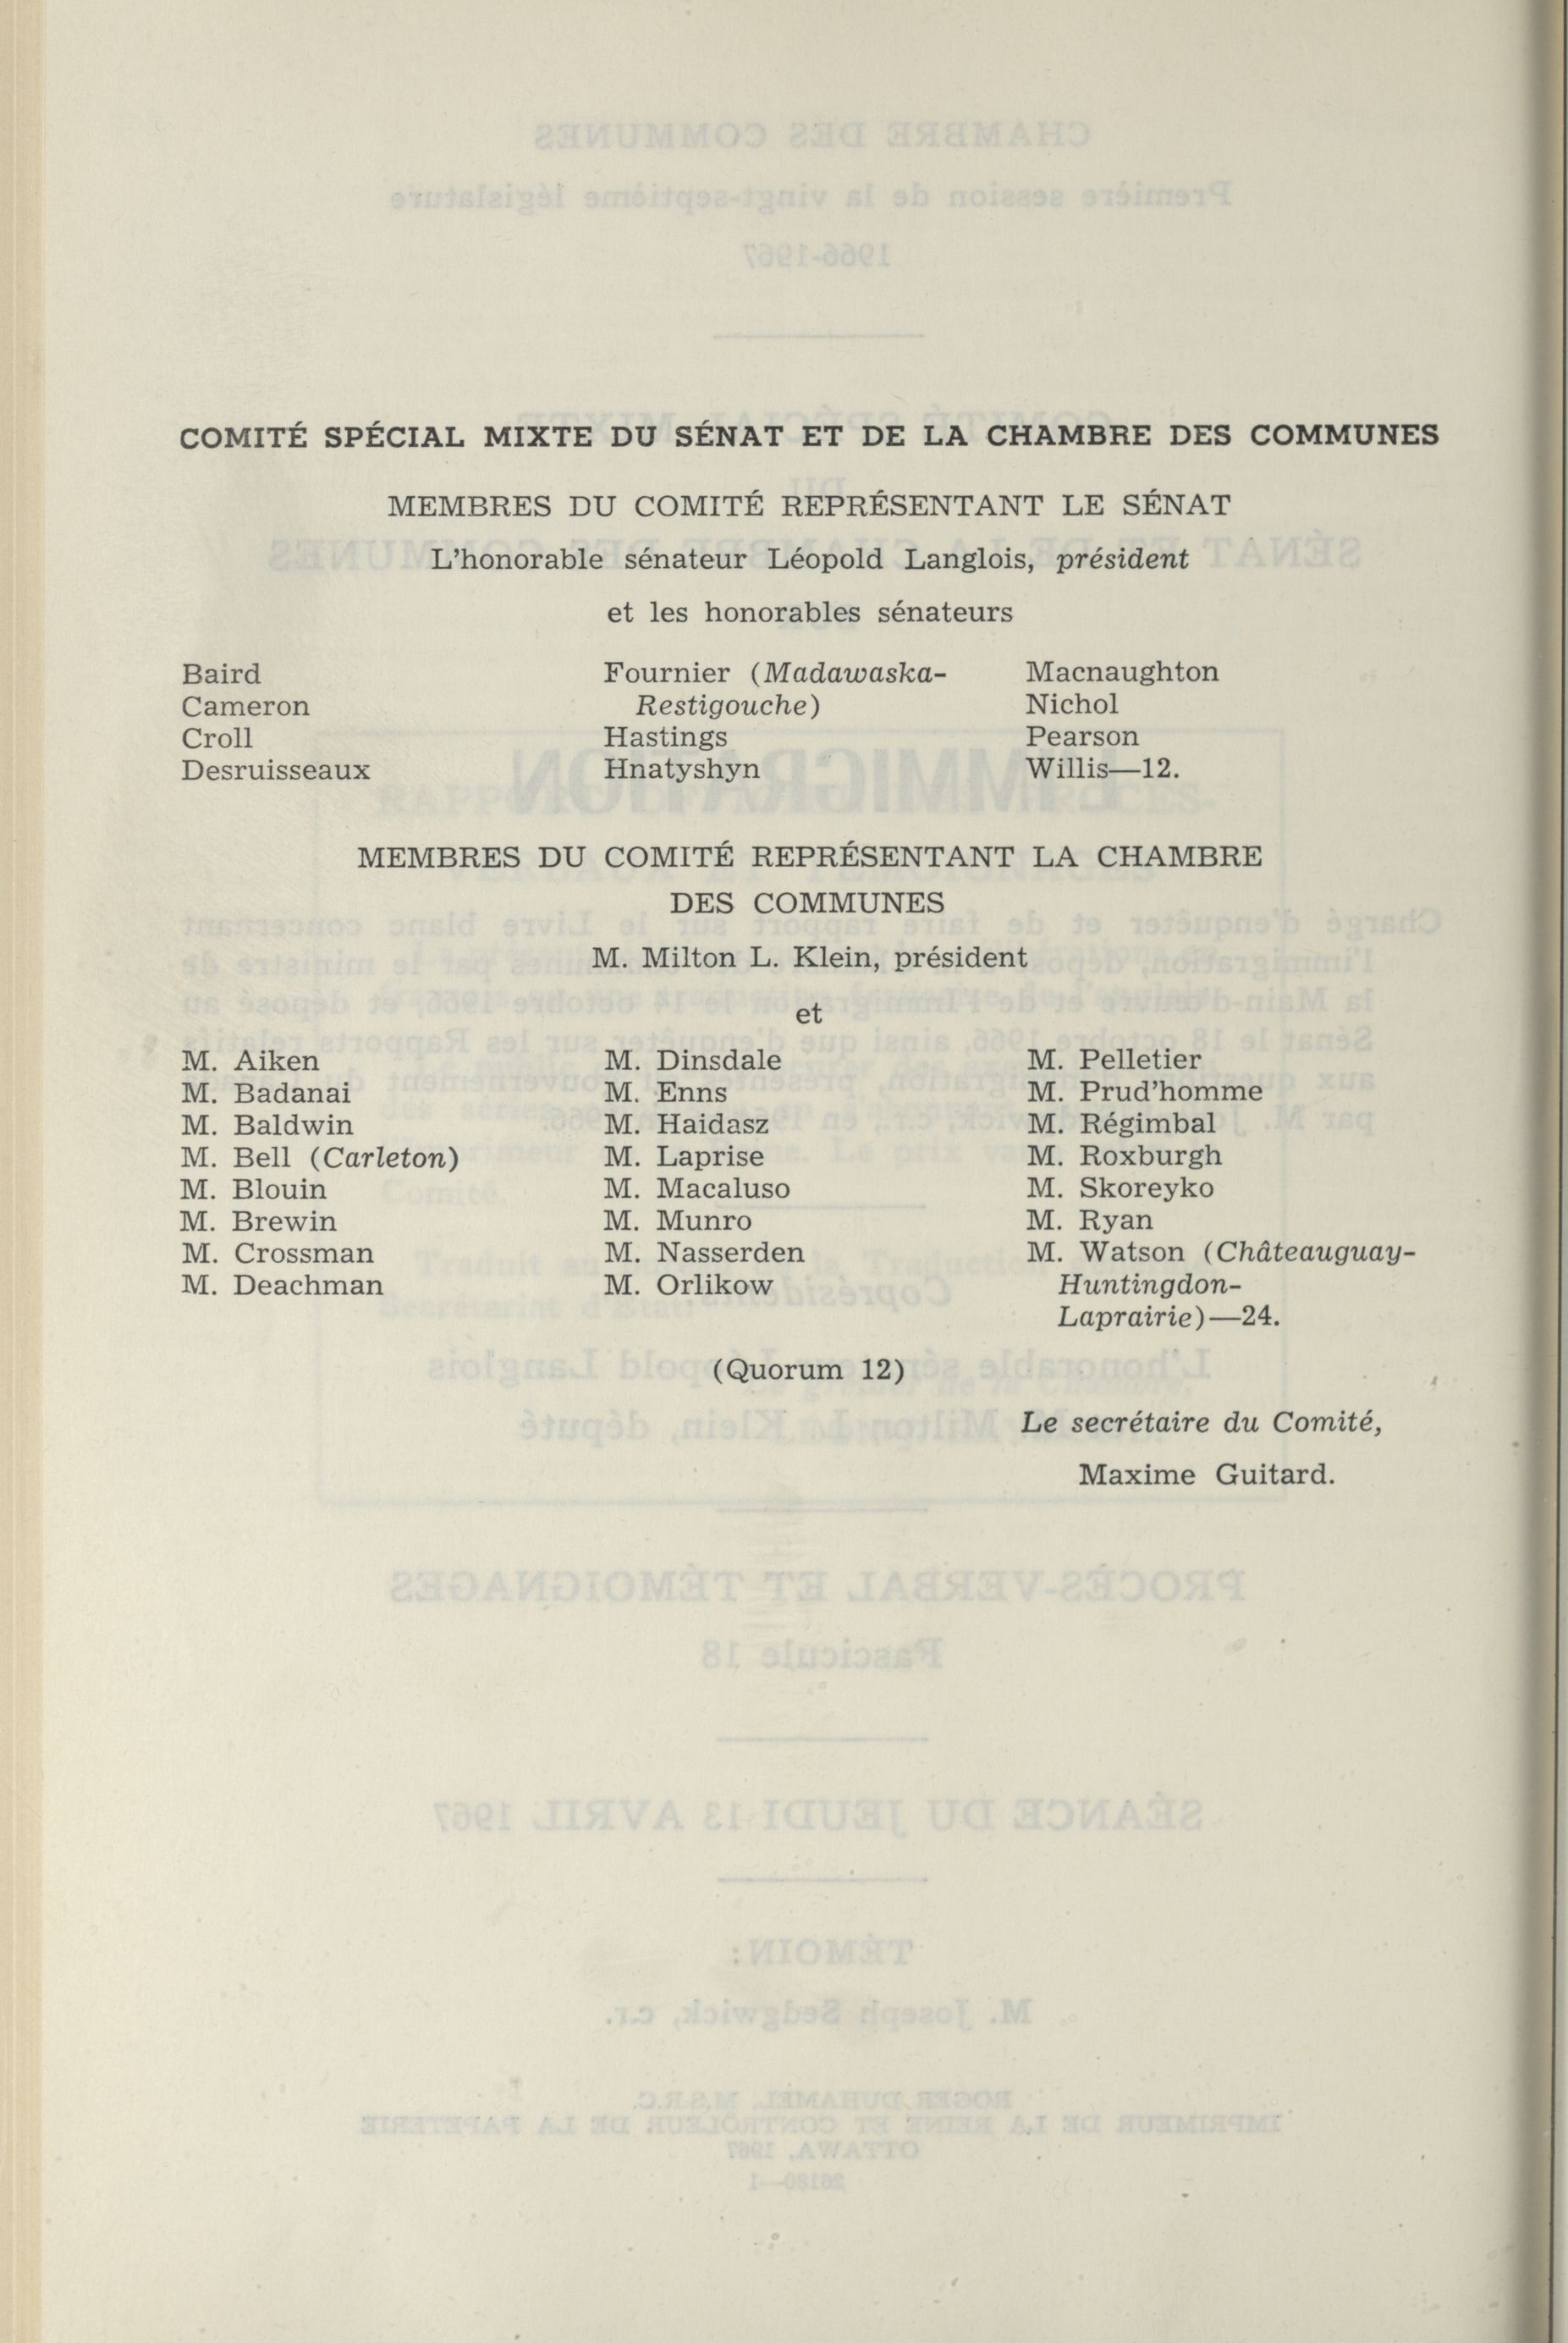 COMITÉ SPÉCIAL MIXTE DU SÉNAT ET DE LA CHAMBRE DES COMMUNES
MEMBRES DU COMITÉ REPRÉSENTANT LE SÉNAT
L'honorable sénateur Léopold Langlois, président
et les honorables sénateurs
Baird
Cameron
Croll
Desruisseaux
Fournier (Madawaska-
Restigouche)
Hastings
Hnatyshyn
Macnaughton
Nichol
Pearson
Willis—12.
MEMBRES DU COMITÉ REPRÉSENTANT LA CHAMBRE
DES COMMUNES
M. Milton L. Klein, président
et
M. Aiken
M. Badanai
M. Baldwin
M. Bell (Carleton)
M. Blouin
M. Brewin
M. Crossman
M. Deachman
M. Dinsdale
M. Enns
M. Haidasz
M. Laprise
M. Macaluso
M. Munro
M. Nasserden
M. Orlikow
M. Pelletier
M. Prud'homme
M. Régimbal
M. Roxburgh
M. Skoreyko
M. Ryan
M. Watson (Châteauguay-
Huntingdon-
Laprairie)—24.
(Quorum 12)
Le secrétaire du Comité,
Maxime Guitard.